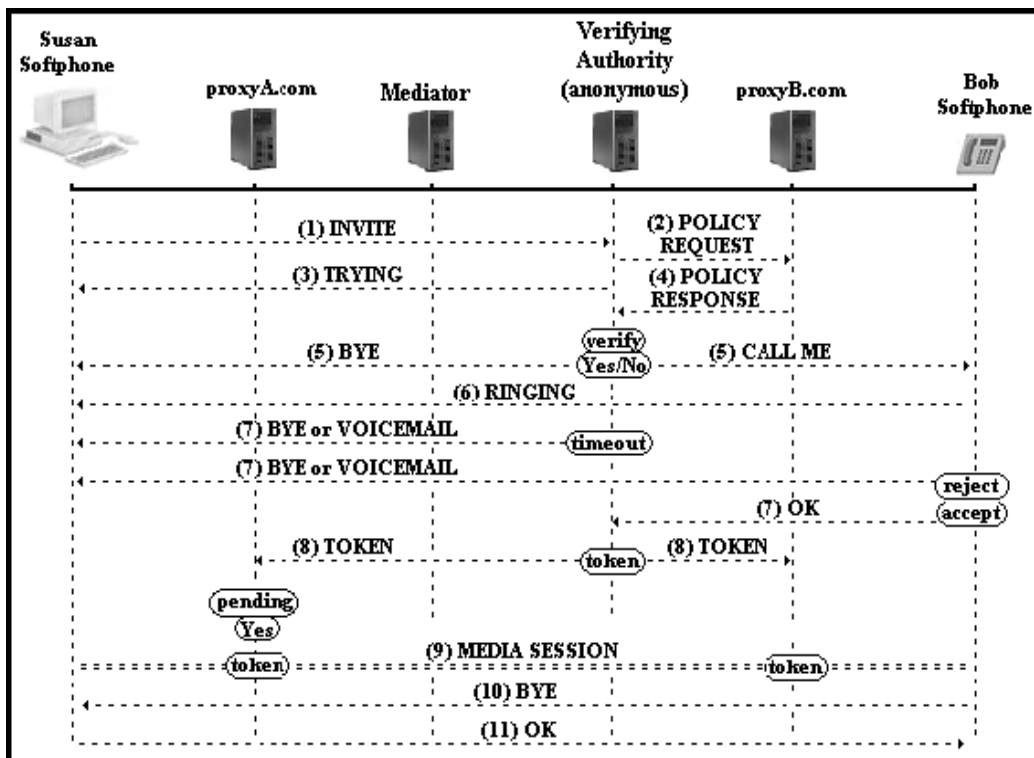 Susan
Softphone
proxyA.com
Mediator
Verifying
Authority
(anonymous)
proxyB.com
Bob
Softphone
(1) INVITE
(2) POLICY
REQUEST
(3) TRYING
(4) POLICY
RESPONSE
verify
Yes/No
(5) BYE
(5) CALL ME
(6) RINGING
(7) BYE or VOICEMAIL
timeout
(7) BYE or VOICEMAIL
reject
(7) OK
accept
(8) TOKEN
token
(8) TOKEN
pending
Yes
token
(9) MEDIA SESSION
token
(10) BYE
(11) OK